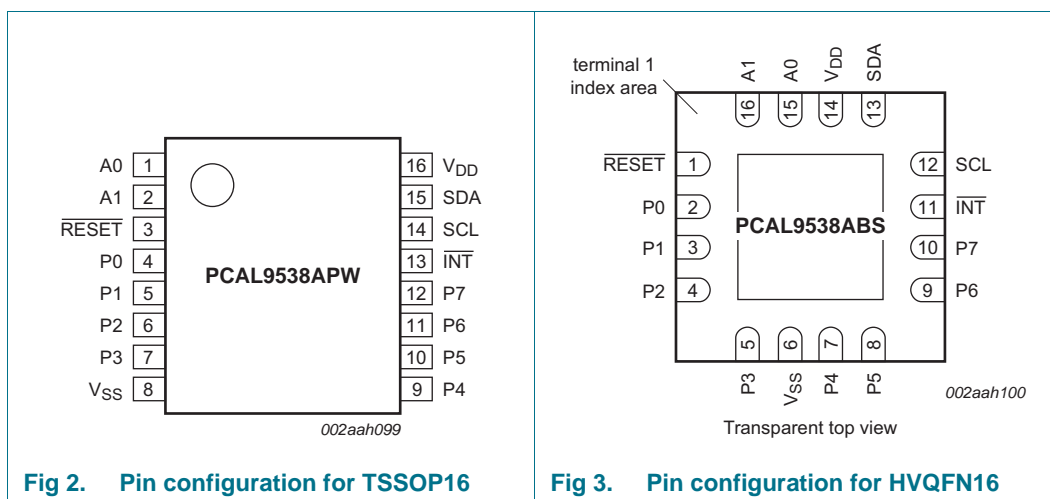 A0 1
A1 2
RESET 3
P0 4
P1 5
P2 6
P3 7
VSS 8
PCAL9538APW
16 VDD
15 SDA
14 SCL
13 INT
12 P7
11 P6
10 P5
9 P4
002aah099
Fig 2. Pin configuration for TSSOP16
terminal 1
index area
A1 A0 VDD SDA
16 15 14 13
RESET 1
P0 2
P1 3
P2 4
PCAL9538ABS
12 SCL
11 INT
10 P7
9 P6
5 6 7 8
P3 VSS P4 P5
002aah100
Transparent top view
Fig 3. Pin configuration for HVQFN16